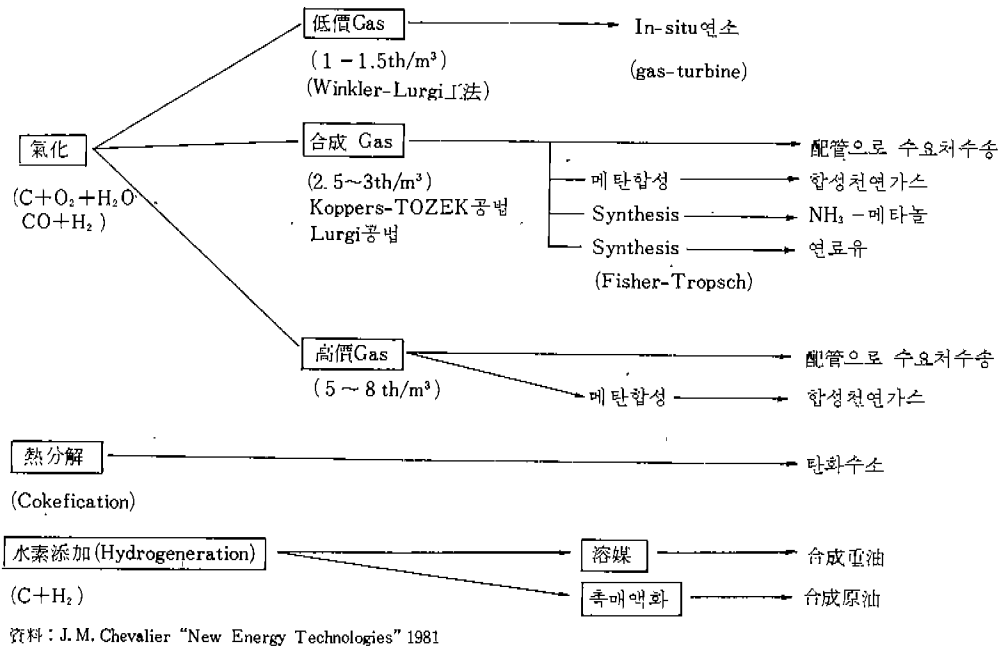 低價Gas
In-situ연소
(1-1.5th/m³)
(gas-turbine)
(Winkler-Lurgi工法)
氣化
合成 Gas
配管으로 수요처수송
(C+O₂+H₂O
CO+H₂)
(2.5~3th/m³)
메탄합성
합성천연가스
Koppers-TOZEK공법
Synthesis
NH₃-메타놀
Lurgi공법
Synthesis
연료유
(Fisher-Tropsch)
高價Gas
配管으로 수요처수송
(5~8 th/m³)
메탄합성
합성천연가스
熱分解
탄화수소
(Cokefication)
水素添加(Hydrogeneration)
溶媒
合成重油
(C+H₂)
촉매액화
合成原油
資料：J.M. Chevalier "New Energy Technologies" 1981